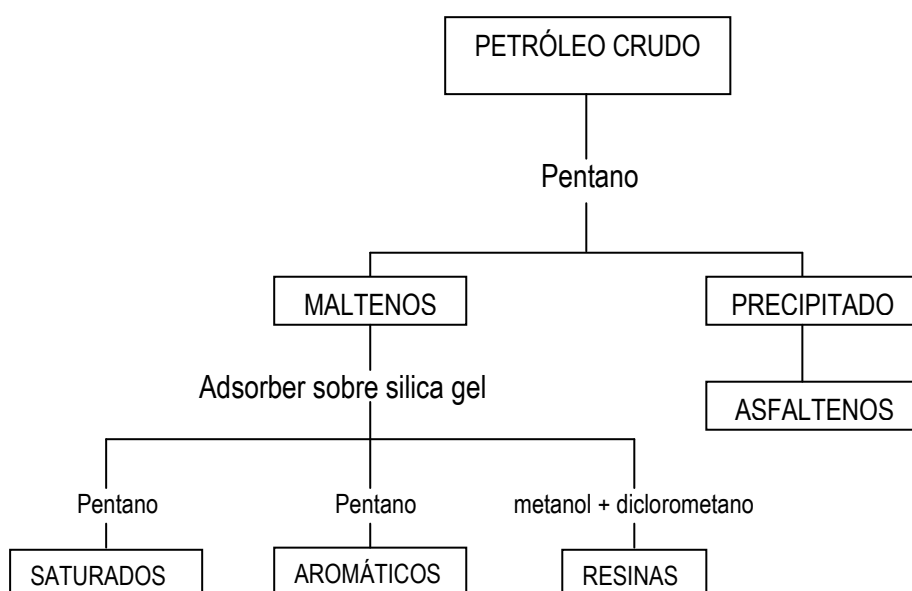 PETRÓLEO CRUDO
Pentano
MALTENOS
PRECIPITADO
Adsorber sobre silica gel
ASFALTENOS
Pentano
Pentano
metanol + diclorometano
SATURADOS
AROMÁTICOS
RESINAS